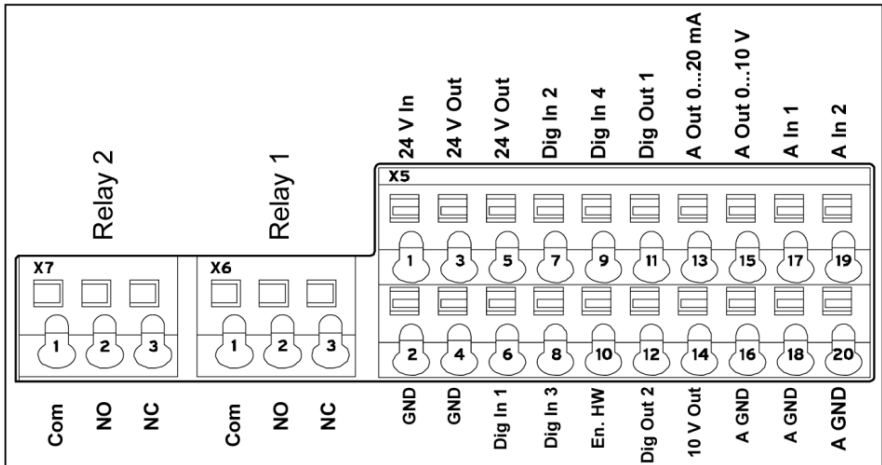 24 V In
24 V Out
24 V Out
Dig In 2
Dig In 4
Dig Out 1
A Out 0...20 mA
A Out 0...10 V
A In 1
A In 2
Relay 2
Relay 1
X5
1
3
5
7
9
11
13
15
17
19
X7
X6
1
2
3
1
2
3
2
4
6
8
10
12
14
16
18
20
Com
NO
NC
Com
NO
NC
GND
GND
Dig In 1
Dig In 3
En. HW
Dig Out 2
10 V Out
A GND
A GND
A GND